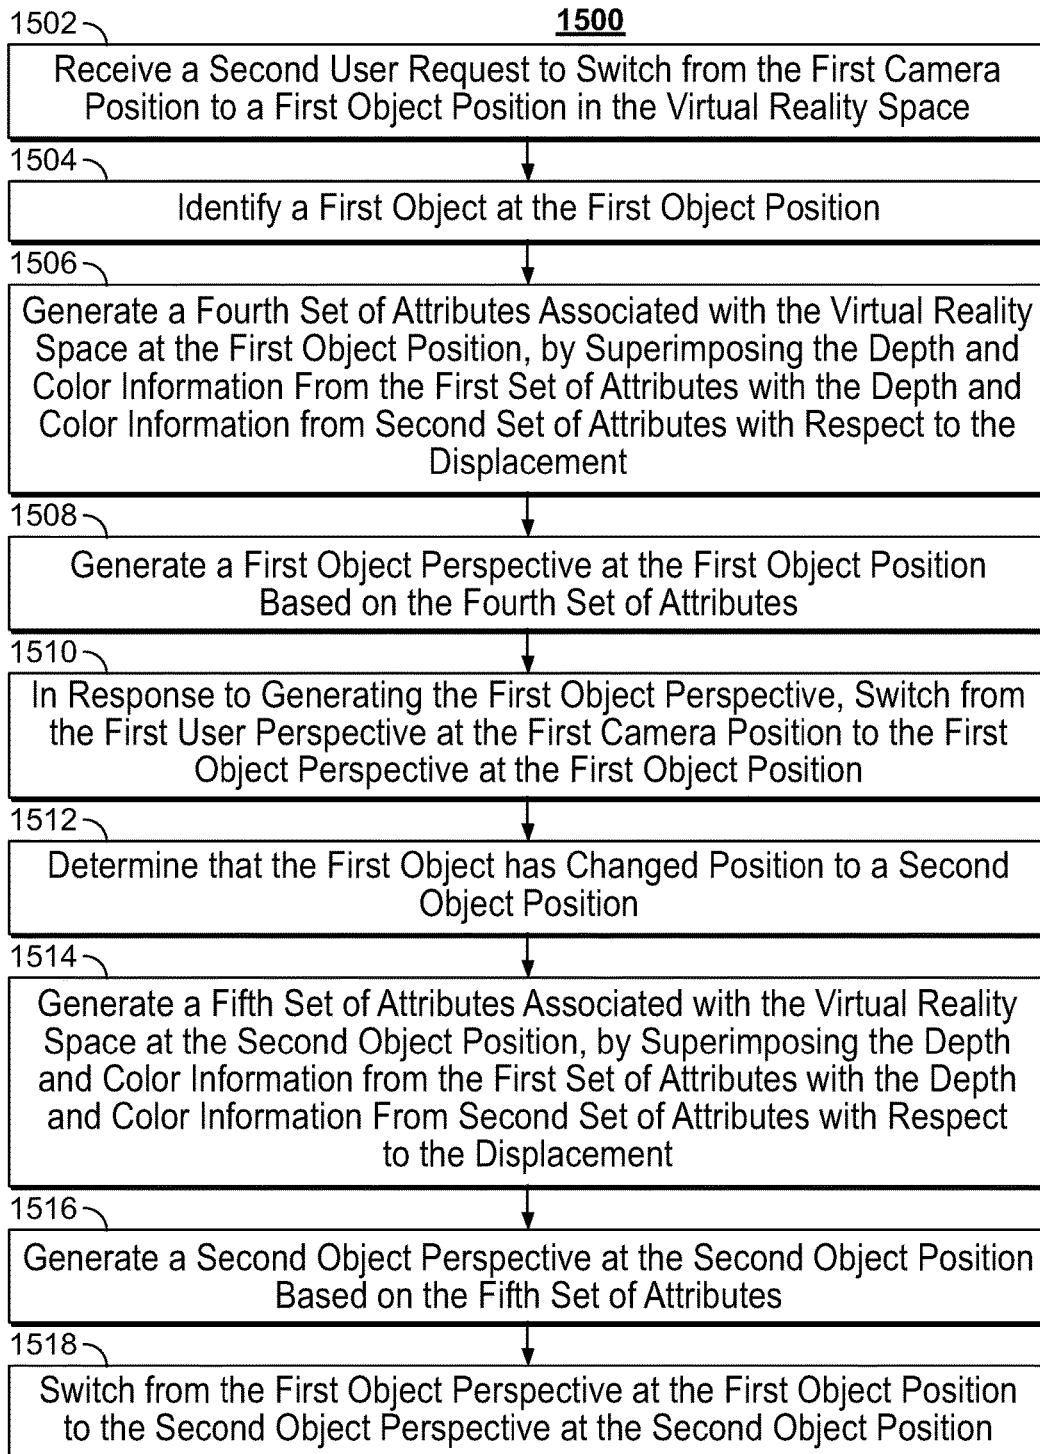 1500
1502
Receive a Second User Request to Switch from the First Camera
Position to a First Object Position in the Virtual Reality Space
1504
Identify a First Object at the First Object Position
1506
Generate a Fourth Set of Attributes Associated with the Virtual Reality
Space at the First Object Position, by Superimposing the Depth and
Color Information From the First Set of Attributes with the Depth and
Color Information from Second Set of Attributes with Respect to the
Displacement
1508
Generate a First Object Perspective at the First Object Position
Based on the Fourth Set of Attributes
1510
In Response to Generating the First Object Perspective, Switch from
the First User Perspective at the First Camera Position to the First
Object Perspective at the First Object Position
1512
Determine that the First Object has Changed Position to a Second
Object Position
1514
Generate a Fifth Set of Attributes Associated with the Virtual Reality
Space at the Second Object Position, by Superimposing the Depth
and Color Information from the First Set of Attributes with the Depth
and Color Information From Second Set of Attributes with Respect
to the Displacement
1516
Generate a Second Object Perspective at the Second Object Position
Based on the Fifth Set of Attributes
1518
Switch from the First Object Perspective at the First Object Position
to the Second Object Perspective at the Second Object Position